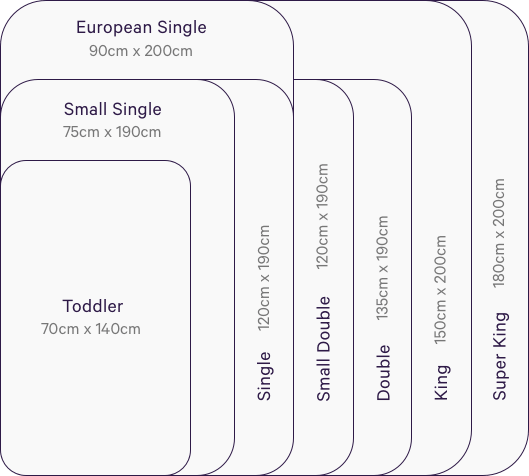 European Single
90cm x 200cm
Small Single
75cm x 190cm
Toddler
70cm x 140cm
Single 120cm x 190cm
Small Double 120cm x 190cm
Double 135cm x 190cm
King 150cm x 200cm
Super King 180cm x 200cm